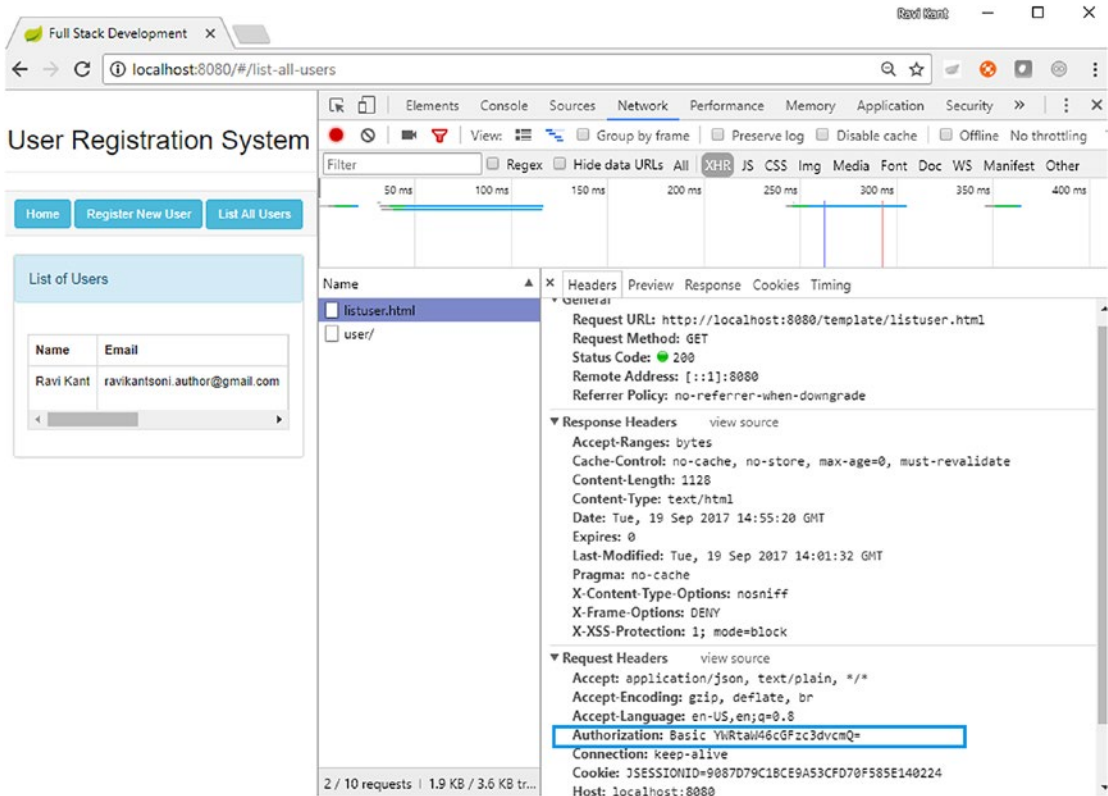 Ravi Kant
Full Stack Development
localhost:8080/#/list-all-users
User Registration System
Home Register New User List All Users
List of Users
Name Email
Ravi Kant ravikantsoni.author@gmail.com
Elements Console Sources Network Performance Memory Application Security »
View: Group by frame Preserve log Disable cache Offline No throttling
Filter Regex Hide data URLs All XHR JS CSS Img Media Font Doc WS Manifest Other
50 ms 100 ms 150 ms 200 ms 250 ms 300 ms 350 ms 400 ms
Name
listuser.html
user/
2 / 10 requests | 1.9 KB / 3.6 KB tr...
× Headers Preview Response Cookies Timing
General
Request URL: http://localhost:8080/template/listuser.html
Request Method: GET
Status Code: 200
Remote Address: [::1]:8080
Referrer Policy: no-referrer-when-downgrade
Response Headers view source
Accept-Ranges: bytes
Cache-Control: no-cache, no-store, max-age=0, must-revalidate
Content-Length: 1128
Content-Type: text/html
Date: Tue, 19 Sep 2017 14:55:20 GMT
Expires: 0
Last-Modified: Tue, 19 Sep 2017 14:01:32 GMT
Pragma: no-cache
X-Content-Type-Options: nosniff
X-Frame-Options: DENY
X-XSS-Protection: 1; mode=block
Request Headers view source
Accept: application/json, text/plain, */*
Accept-Encoding: gzip, deflate, br
Accept-Language: en-US,en;q=0.8
Authorization: Basic YWRtaW46cGFzc3dvcmQ=
Connection: keep-alive
Cookie: JSESSIONID=9087D79C1BCE9A53CFD70F585E140224
Host: localhost:8080